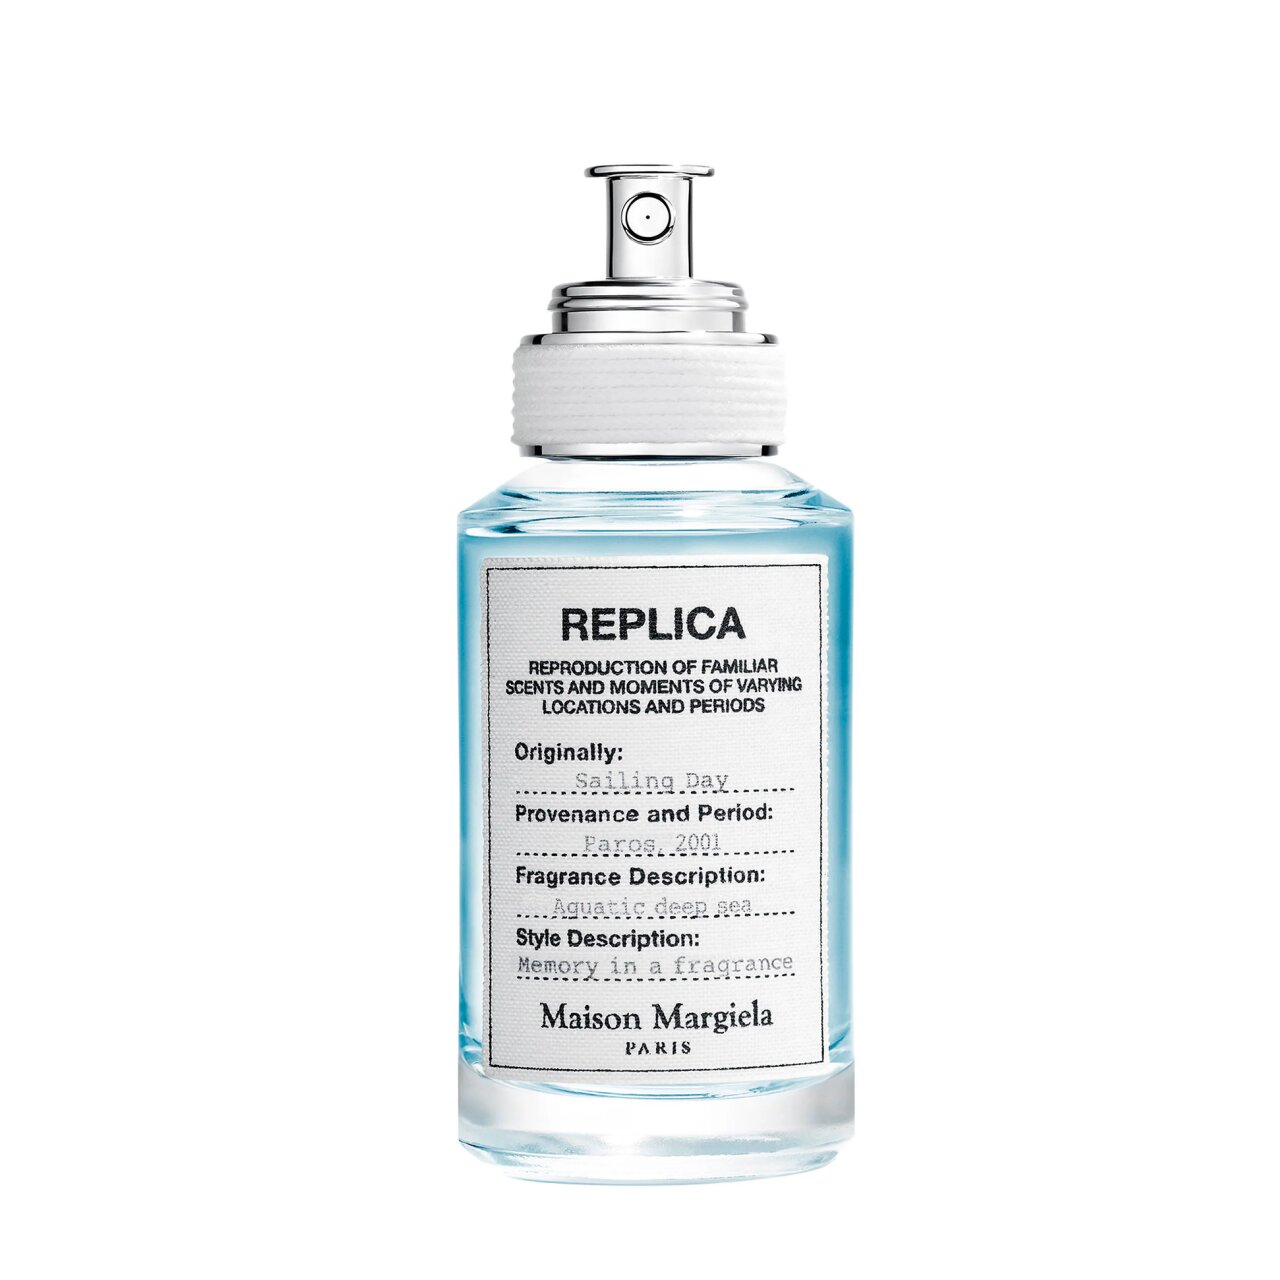 REPLICA
REPRODUCTION OF FAMILIAR
SCENTS AND MOMENTS OF VARYING
LOCATIONS AND PERIODS
Originally:
Sailing Day
Provenance and Period:
Paros, 2001
Fragrance Description:
Aquatic deep sea
Style Description:
Memory in a fragrance
Maison Margiela
PARIS